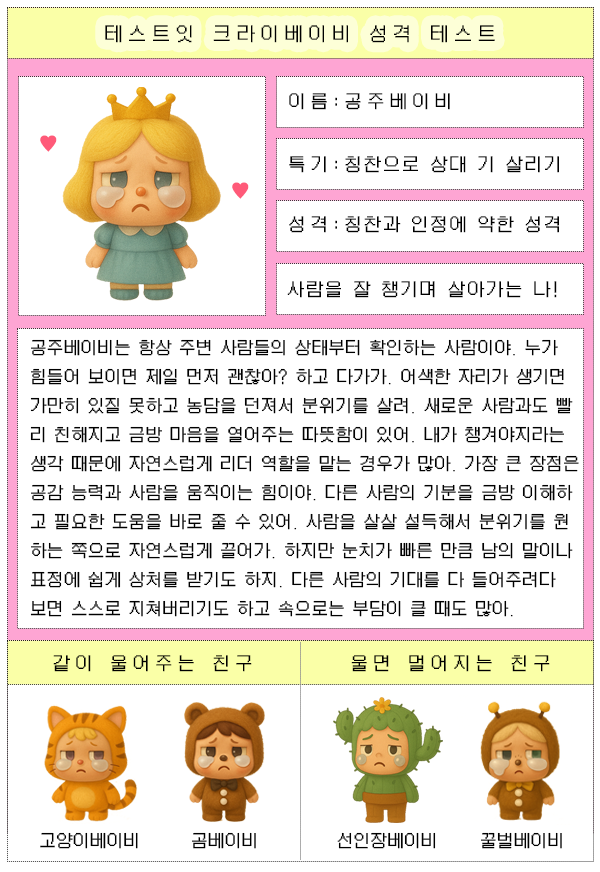 테스트잇 크라이베이비 성격 테스트
이름:공주베이비
특기:칭찬으로 상대 기 살리기
성격:칭찬과 인정에 약한 성격
사람을 잘 챙기며 살아가는 나!
공주베이비는 항상 주변 사람들의 상태부터 확인하는 사람이야. 누가
힘들어 보이면 제일 먼저 괜찮아? 하고 다가가. 어색한 자리가 생기면
가만히 있질 못하고 농담을 던져서 분위기를 살려. 새로운 사람과도 빨
리 친해지고 금방 마음을 열어주는 따뜻함이 있어. 내가 챙겨야지라는
생각 때문에 자연스럽게 리더 역할을 맡는 경우가 많아. 가장 큰 장점은
공감 능력과 사람을 움직이는 힘이야. 다른 사람의 기분을 금방 이해하
고 필요한 도움을 바로 줄 수 있어. 사람을 살살 설득해서 분위기를 원
하는 쪽으로 자연스럽게 끌어가. 하지만 눈치가 빠른 만큼 남의 말이나
표정에 쉽게 상처를 받기도 하지. 다른 사람의 기대를 다 들어주려다
보면 스스로 지쳐버리기도 하고 속으로는 부담이 클 때도 많아.
같이 울어주는 친구
울면 멀어지는 친구
고양이베이비
곰베이비
선인장베이비
꿀벌베이비